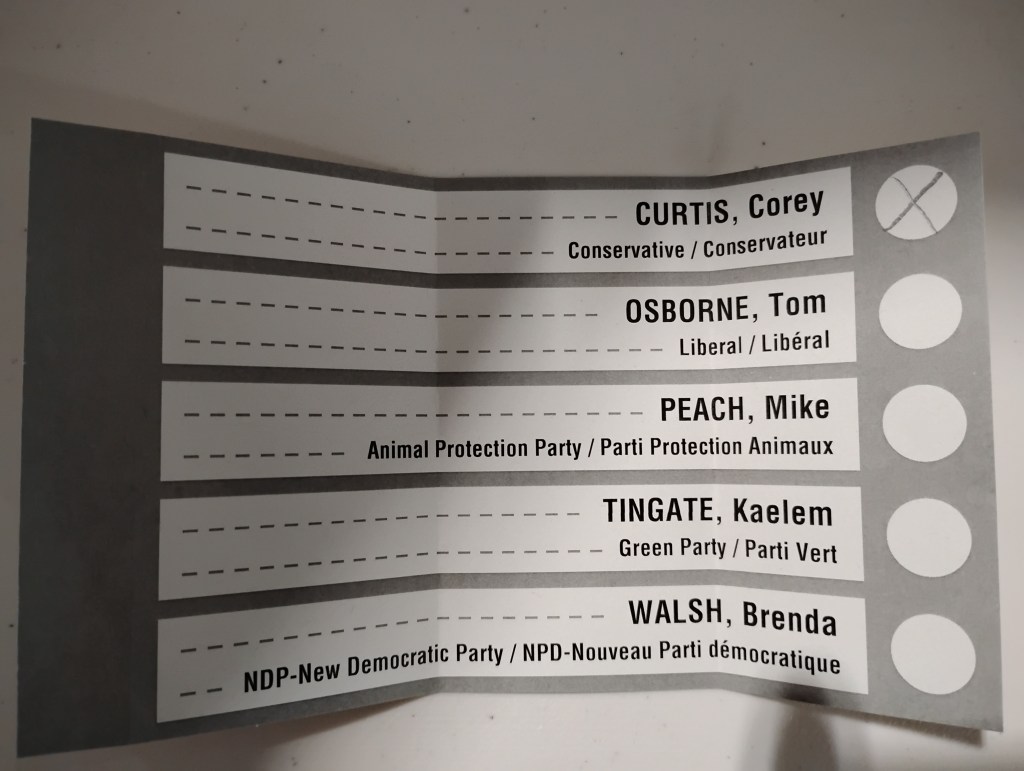 CURTIS, Corey
Conservative / Conservateur
OSBORNE, Tom
Liberal / Libéral
PEACH, Mike
Animal Protection Party / Parti Protection Animaux
TINGATE, Kaelem
Green Party / Parti Vert
WALSH, Brenda
NDP-New Democratic Party / NPD-Nouveau Parti démocratique